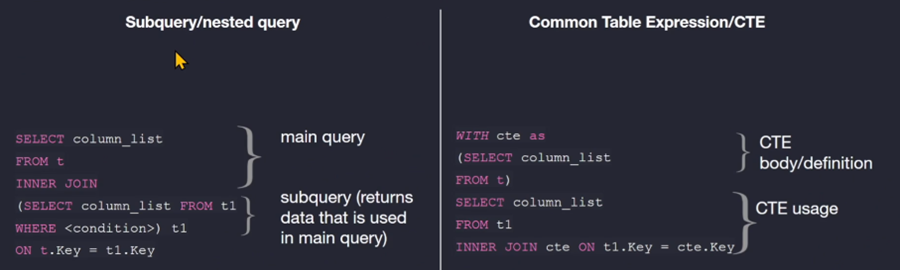 Subquery/nested query
SELECT column_list
FROM t
INNER JOIN
(SELECT column_list FROM t1
WHERE <condition>) t1
ON t.Key = t1.Key
main query
subquery (returns
data that is used
in main query)
Common Table Expression/CTE
WITH cte as
(SELECT column_list
FROM t)
SELECT column_list
FROM t1
INNER JOIN cte ON t1.Key = cte.Key
CTE
body/definition
CTE usage